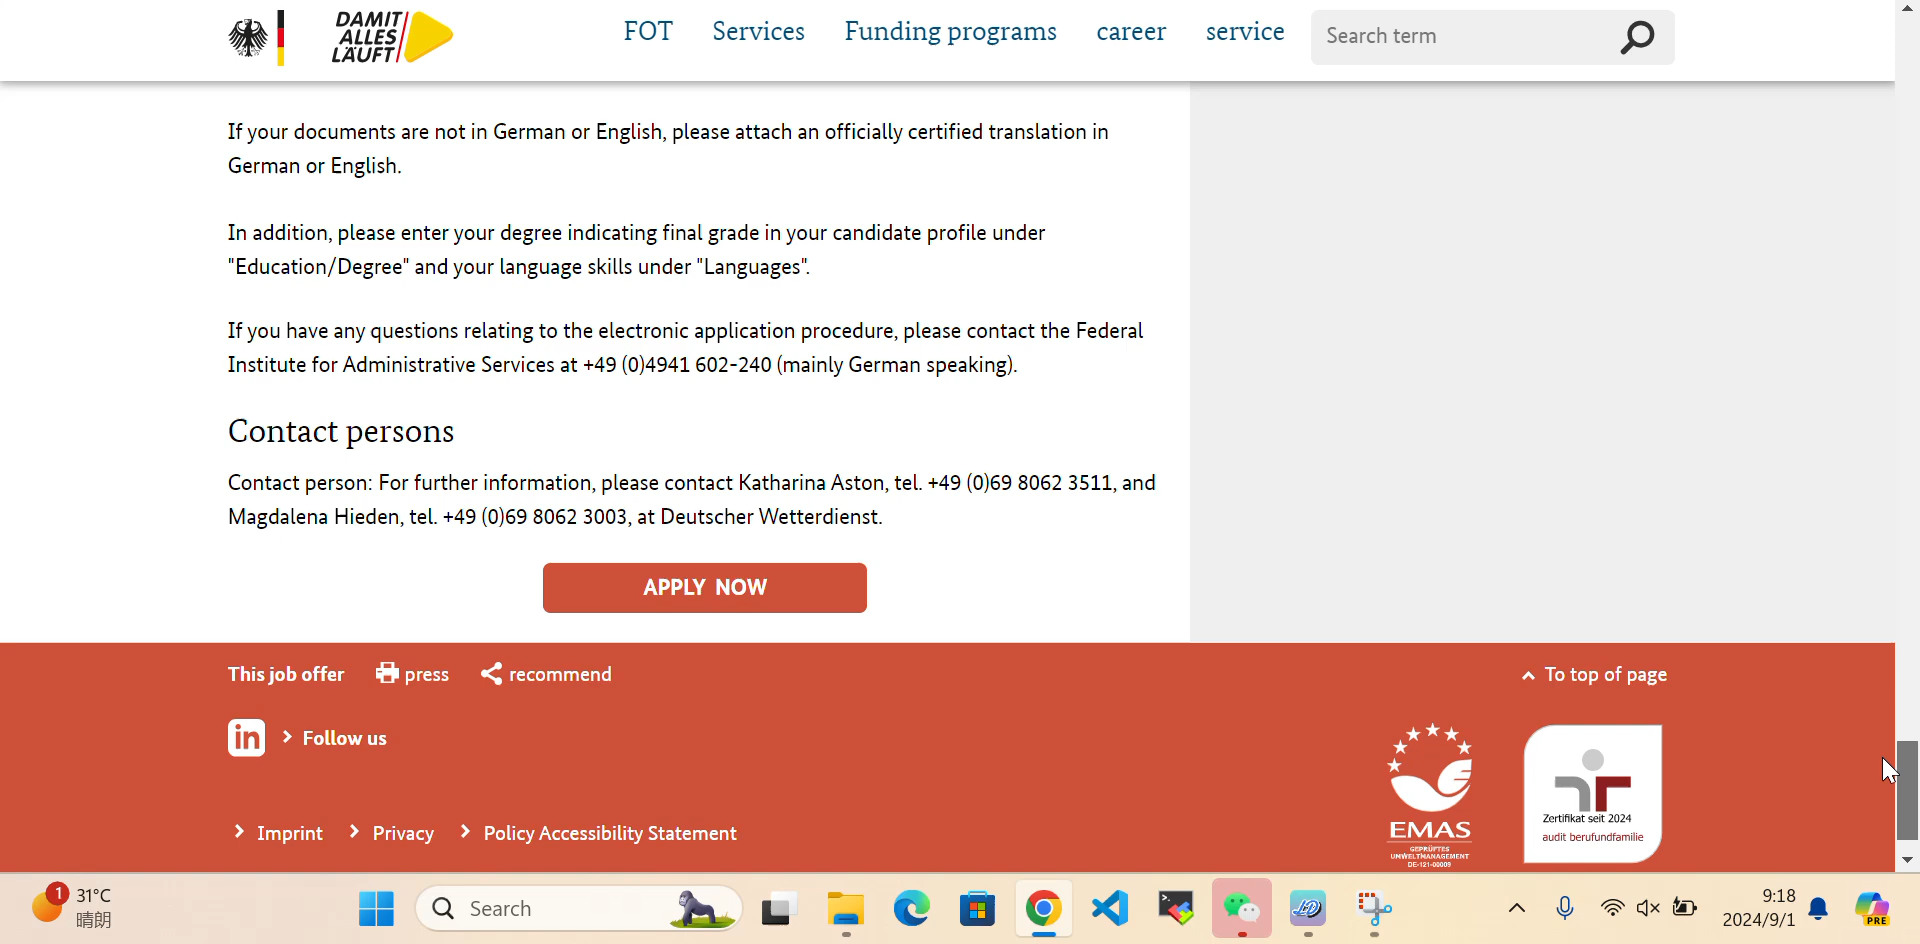 DAMIT
ALLES
LÄUFT
FOT Services Funding programs career service
Search term
If your documents are not in German or English, please attach an officially certified translation in
German or English.
In addition, please enter your degree indicating final grade in your candidate profile under
"Education/Degree" and your language skills under "Languages".
If you have any questions relating to the electronic application procedure, please contact the Federal
Institute for Administrative Services at +49 (0)4941 602-240 (mainly German speaking).
Contact persons
Contact person: For further information, please contact Katharina Aston, tel. +49 (0)69 8062 3511, and
Magdalena Hieden, tel. +49 (0)69 8062 3003, at Deutscher Wetterdienst.
APPLY NOW
This job offer press recommend
To top of page
in Follow us
EMAS
GEPRÜFTES
UMWELTMANAGEMENT
DE-121-00009
Zertifikat seit 2024
audit berufundfamilie
Imprint Privacy Policy Accessibility Statement
1
31°C
晴朗
Search
9:18
2024/9/1
PRE